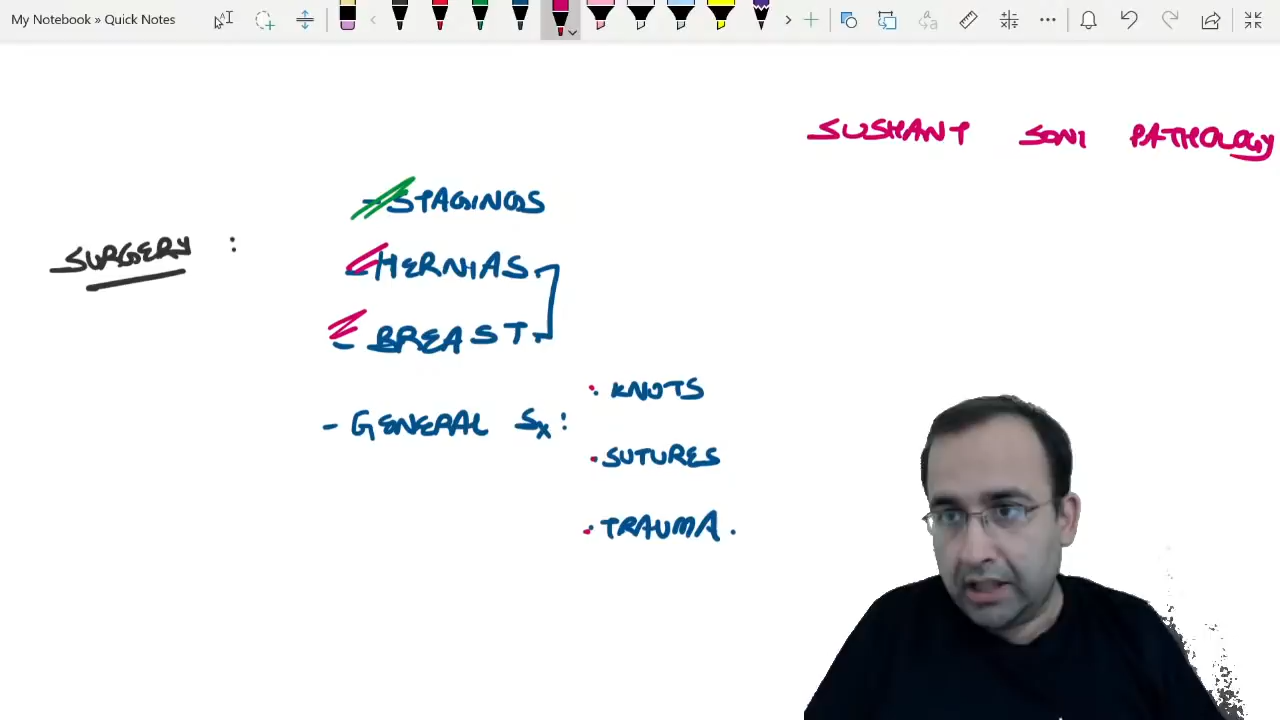 My Notebook » Quick Notes
SUSHANT SONI PATHOLOGY
SURGERY :
- STAGINGS
- HERNIAS
- BREAST
- GENERAL Sx :
· KNOTS
· SUTURES
· TRAUMA .